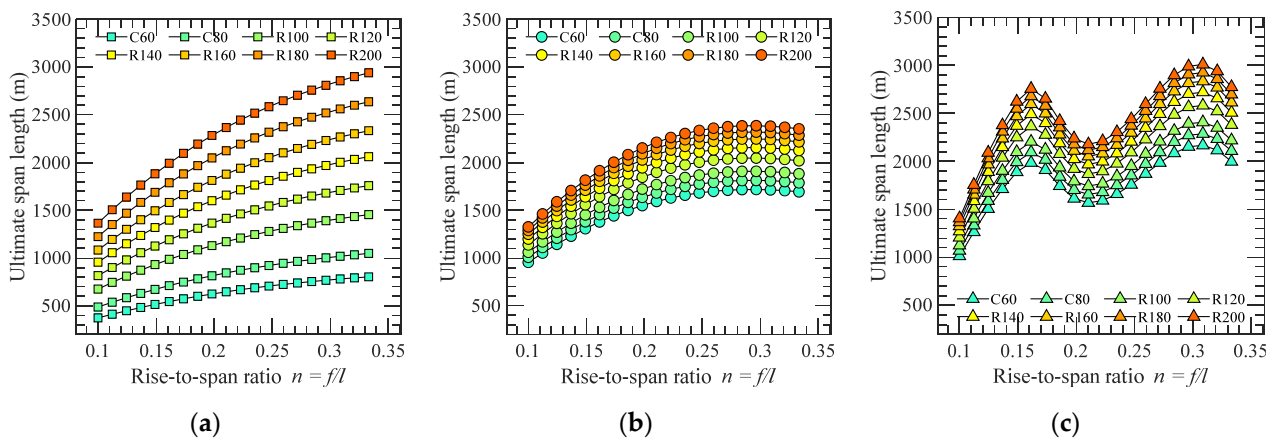 3500
3000
2500
2000
1500
1000
500
Ultimate span length (m)
C60 C80 R100 R120
R140 R160 R180 R200
0.1 0.15 0.2 0.25 0.3 0.35
Rise-to-span ratio n = f/l
(a)
3500
3000
2500
2000
1500
1000
500
Ultimate span length (m)
C60 C80 R100 R120
R140 R160 R180 R200
0.1 0.15 0.2 0.25 0.3 0.35
Rise-to-span ratio n = f/l
(b)
3500
3000
2500
2000
1500
1000
500
Ultimate span length (m)
C60 C80 R100 R120
R140 R160 R180 R200
0.1 0.15 0.2 0.25 0.3 0.35
Rise-to-span ratio n = f/l
(c)